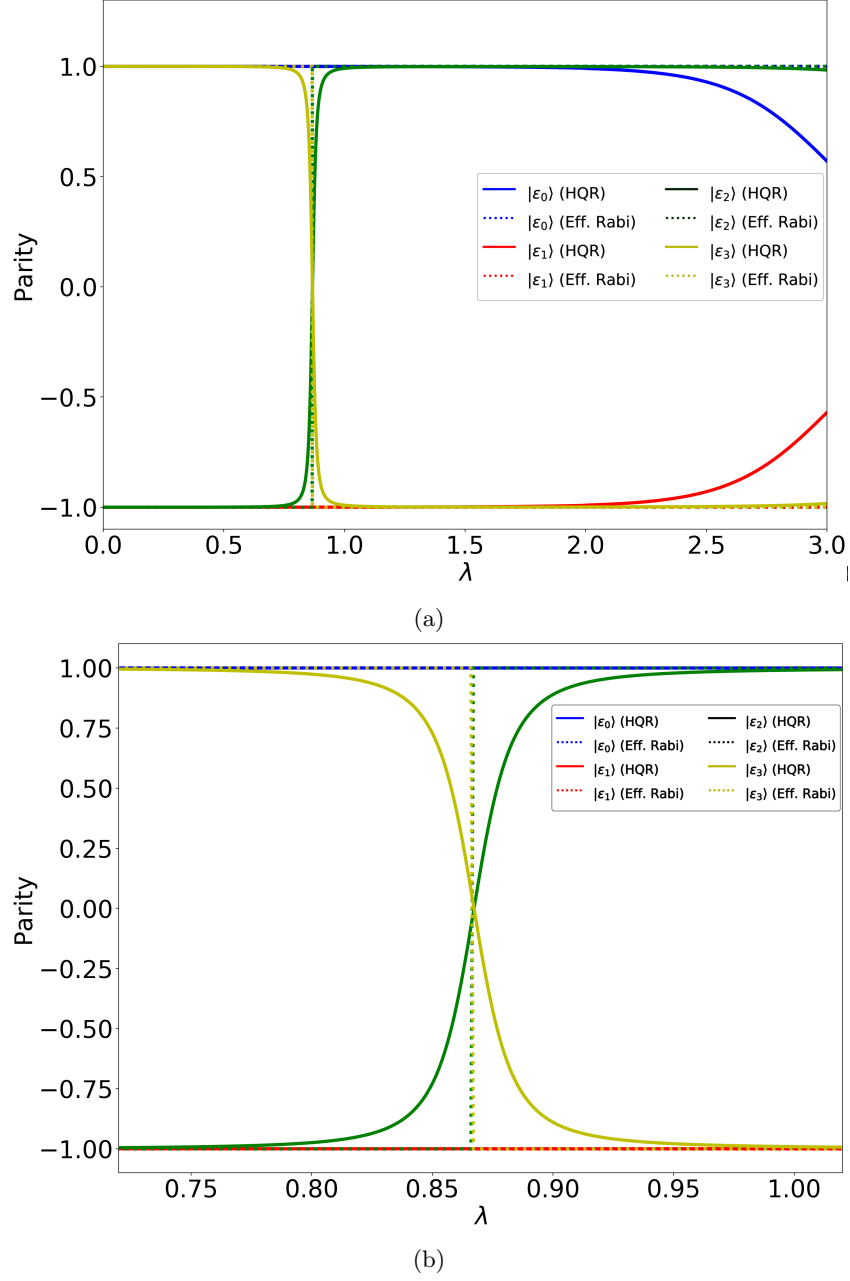 1.0
0.5
0.0
−0.5
−1.0
Parity
|ε₀⟩ (HQR)
|ε₀⟩ (Eff. Rabi)
|ε₁⟩ (HQR)
|ε₁⟩ (Eff. Rabi)
|ε₂⟩ (HQR)
|ε₂⟩ (Eff. Rabi)
|ε₃⟩ (HQR)
|ε₃⟩ (Eff. Rabi)
0.0 0.5 1.0 1.5 2.0 2.5 3.0
λ
(a)
1.00
0.75
0.50
0.25
0.00
−0.25
−0.50
−0.75
−1.00
Parity
|ε₀⟩ (HQR)
|ε₀⟩ (Eff. Rabi)
|ε₁⟩ (HQR)
|ε₁⟩ (Eff. Rabi)
|ε₂⟩ (HQR)
|ε₂⟩ (Eff. Rabi)
|ε₃⟩ (HQR)
|ε₃⟩ (Eff. Rabi)
0.75 0.80 0.85 0.90 0.95 1.00
λ
(b)